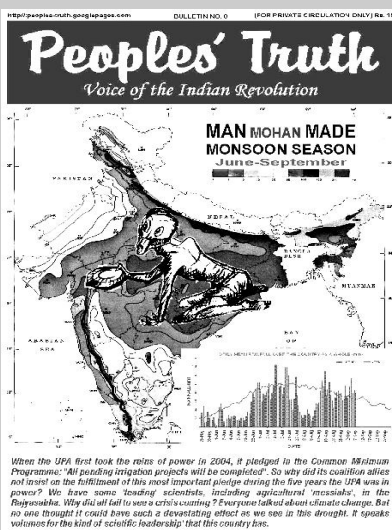 http//peoples-truth.googlepages.com BULLETIN NO. 6 (FOR PRIVATE CIRCULATION ONLY) Rs.
Peoples' Truth
Voice of the Indian Revolution
MAN MOHAN MADE
MONSOON SEASON
June-September
PAKISTAN
NEPAL
BANGLA
DESH
MYANMAR
ARABIAN
SEA
BAY
OF
When the UPA first took the reins of power in 2004, it pledged in the Common Minimum
Programme: "All pending irrigation projects will be completed". So why did its coalition allies
not insist on the fulfillment of this most important pledge during the five years the UPA was in
power? We have some 'leading' scientists, including agricultural 'messiahs', in the
Rajyasabha. Why did all fail to see a crisis coming ? Everyone talked about climate change. But
no one thought it could have such a devastating effect as we see in this drought. It speaks
volumes for the kind of scietific leadership' that this country has.